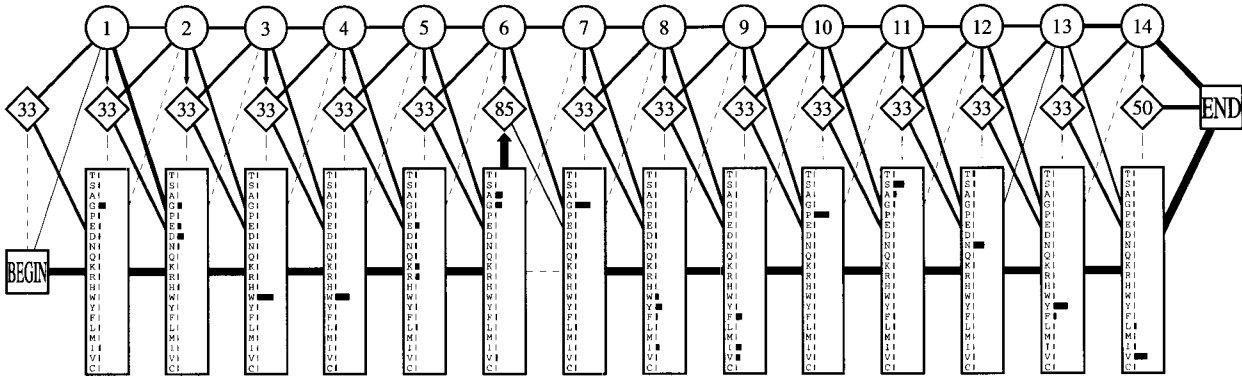 1 2 3 4 5 6 7 8 9 10 11 12 13 14
33 33 33 33 33 33 85 33 33 33 33 33 33 33 50 END
T T T T T T T T T T T T T T
S S S S S S S S S S S S S S
A A A A A A A A A A A A A A
G G G G G G G G G G G G G G
P P P P P P P P P P P P P P
E E E E E E E E E E E E E E
D D D D D D D D D D D D D D
N N N N N N N N N N N N N N
Q Q Q Q Q Q Q Q Q Q Q Q Q Q
BEGIN K K K K K K K K K K K K K K
R R R R R R R R R R R R R R
H H H H H H H H H H H H H H
W W W W W W W W W W W W W W
Y Y Y Y Y Y Y Y Y Y Y Y Y Y
F F F F F F F F F F F F F F
L L L L L L L L L L L L L L
M M M M M M M M M M M M M M
I I I I I I I I I I I I I I
V V V V V V V V V V V V V V
C C C C C C C C C C C C C C